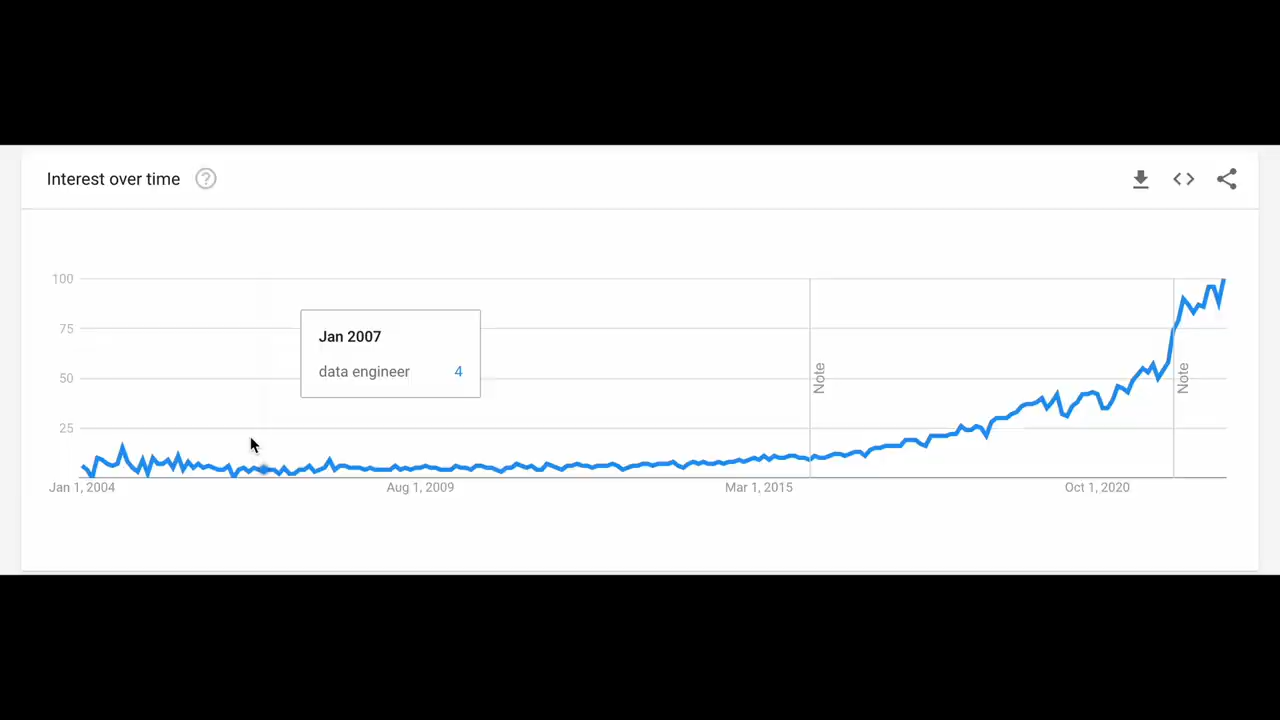 Interest over time
100
75
50
25
Jan 2007
data engineer 4
Note
Note
Jan 1, 2004
Aug 1, 2009
Mar 1, 2015
Oct 1, 2020